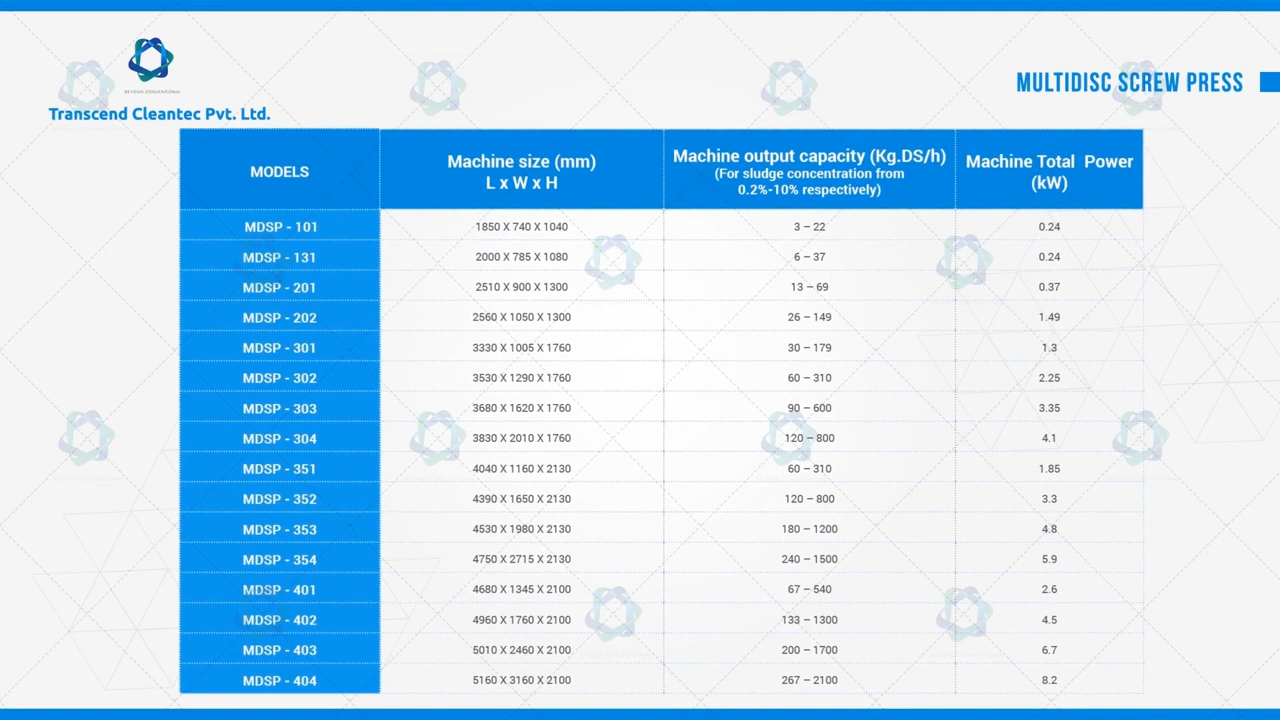 BEYOND CONVENTIONAL
Transcend Cleantec Pvt. Ltd.
MULTIDISC SCREW PRESS
MODELS Machine size (mm) L x W x H Machine output capacity (Kg.DS/h) (For sludge concentration from 0.2%-10% respectively) Machine Total Power (kW)
MDSP - 101 1850 X 740 X 1040 3 – 22 0.24
MDSP - 131 2000 X 785 X 1080 6 – 37 0.24
MDSP - 201 2510 X 900 X 1300 13 – 69 0.37
MDSP - 202 2560 X 1050 X 1300 26 – 149 1.49
MDSP - 301 3330 X 1005 X 1760 30 – 179 1.3
MDSP - 302 3530 X 1290 X 1760 60 – 310 2.25
MDSP - 303 3680 X 1620 X 1760 90 – 600 3.35
MDSP - 304 3830 X 2010 X 1760 120 – 800 4.1
MDSP - 351 4040 X 1160 X 2130 60 – 310 1.85
MDSP - 352 4390 X 1650 X 2130 120 – 800 3.3
MDSP - 353 4530 X 1980 X 2130 180 – 1200 4.8
MDSP - 354 4750 X 2715 X 2130 240 – 1500 5.9
MDSP - 401 4680 X 1345 X 2100 67 – 540 2.6
MDSP - 402 4960 X 1760 X 2100 133 – 1300 4.5
MDSP - 403 5010 X 2460 X 2100 200 – 1700 6.7
MDSP - 404 5160 X 3160 X 2100 267 – 2100 8.2